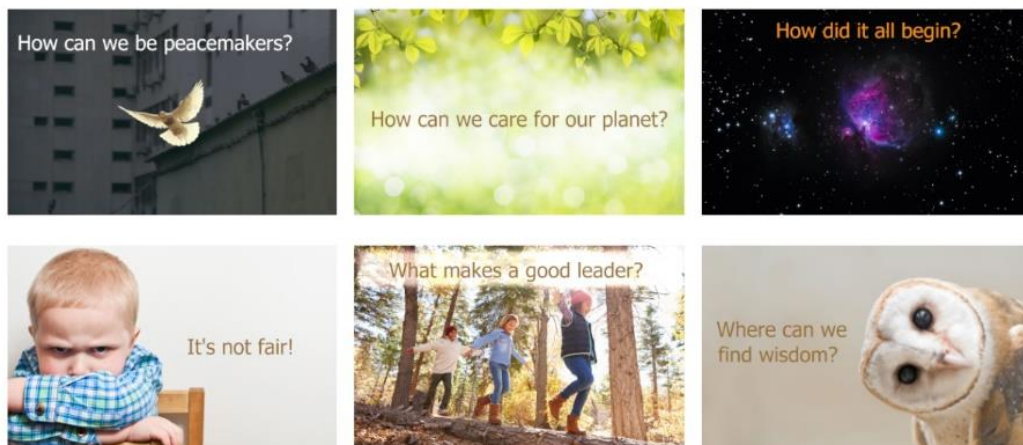 How can we be peacemakers?
How can we care for our planet?
How did it all begin?
It's not fair!
What makes a good leader?
Where can we
find wisdom?